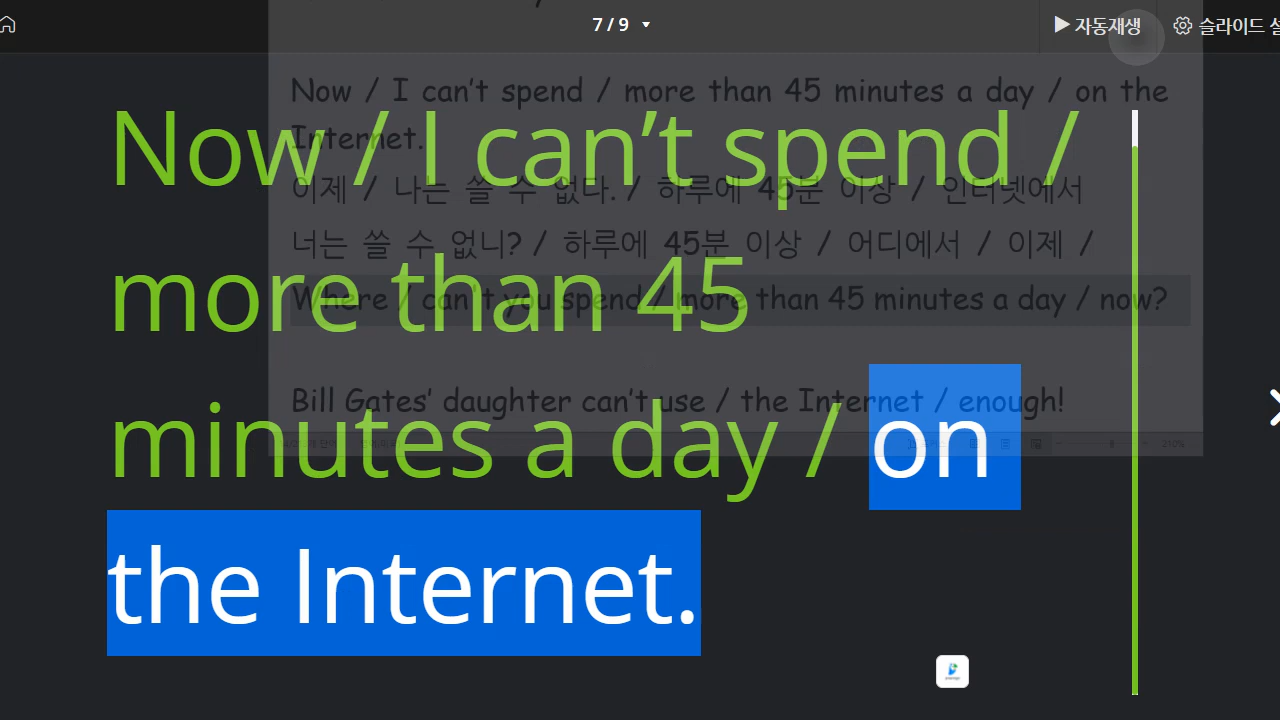 7 / 9
자동재생
슬라이드
Now / I can't spend / more than 45 minutes a day / on the
Internet.
이제 / 나는 쓸 수 없다. / 하루에 45분 이상 / 인터넷에서
너는 쓸 수 없니? / 하루에 45분 이상 / 어디에서 / 이제 /
Where / can't you spend / more than 45 minutes a day / now?
Bill Gates' daughter can't use / the Internet / enough!
210%
Now / I can’t spend /
more than 45
minutes a day / on
the Internet.